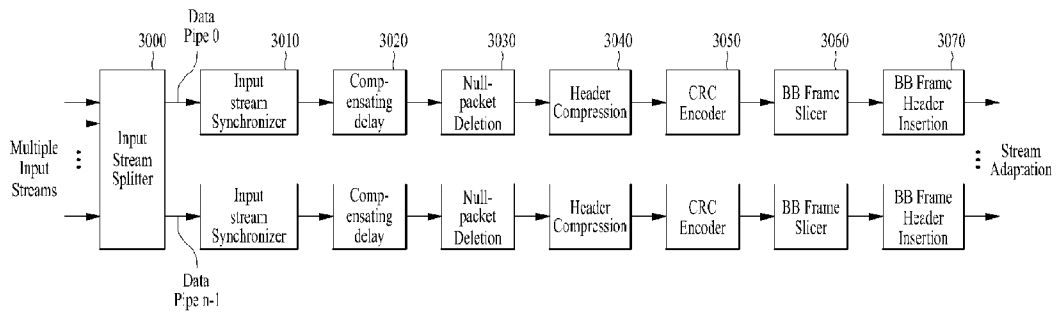 Data
Pipe 0
3000
3010
3020
3030
3040
3050
3060
3070
Multiple
Input
Streams
Input
Stream
Splitter
Input
stream
Synchronizer
Comp-
ensating
delay
Null-
packet
Deletion
Header
Compression
CRC
Encoder
BB Frame
Slicer
BB Frame
Header
Insertion
Stream
Adaptation
Input
stream
Synchronizer
Comp-
ensating
delay
Null-
packet
Deletion
Header
Compression
CRC
Encoder
BB Frame
Slicer
BB Frame
Header
Insertion
Data
Pipe n-1